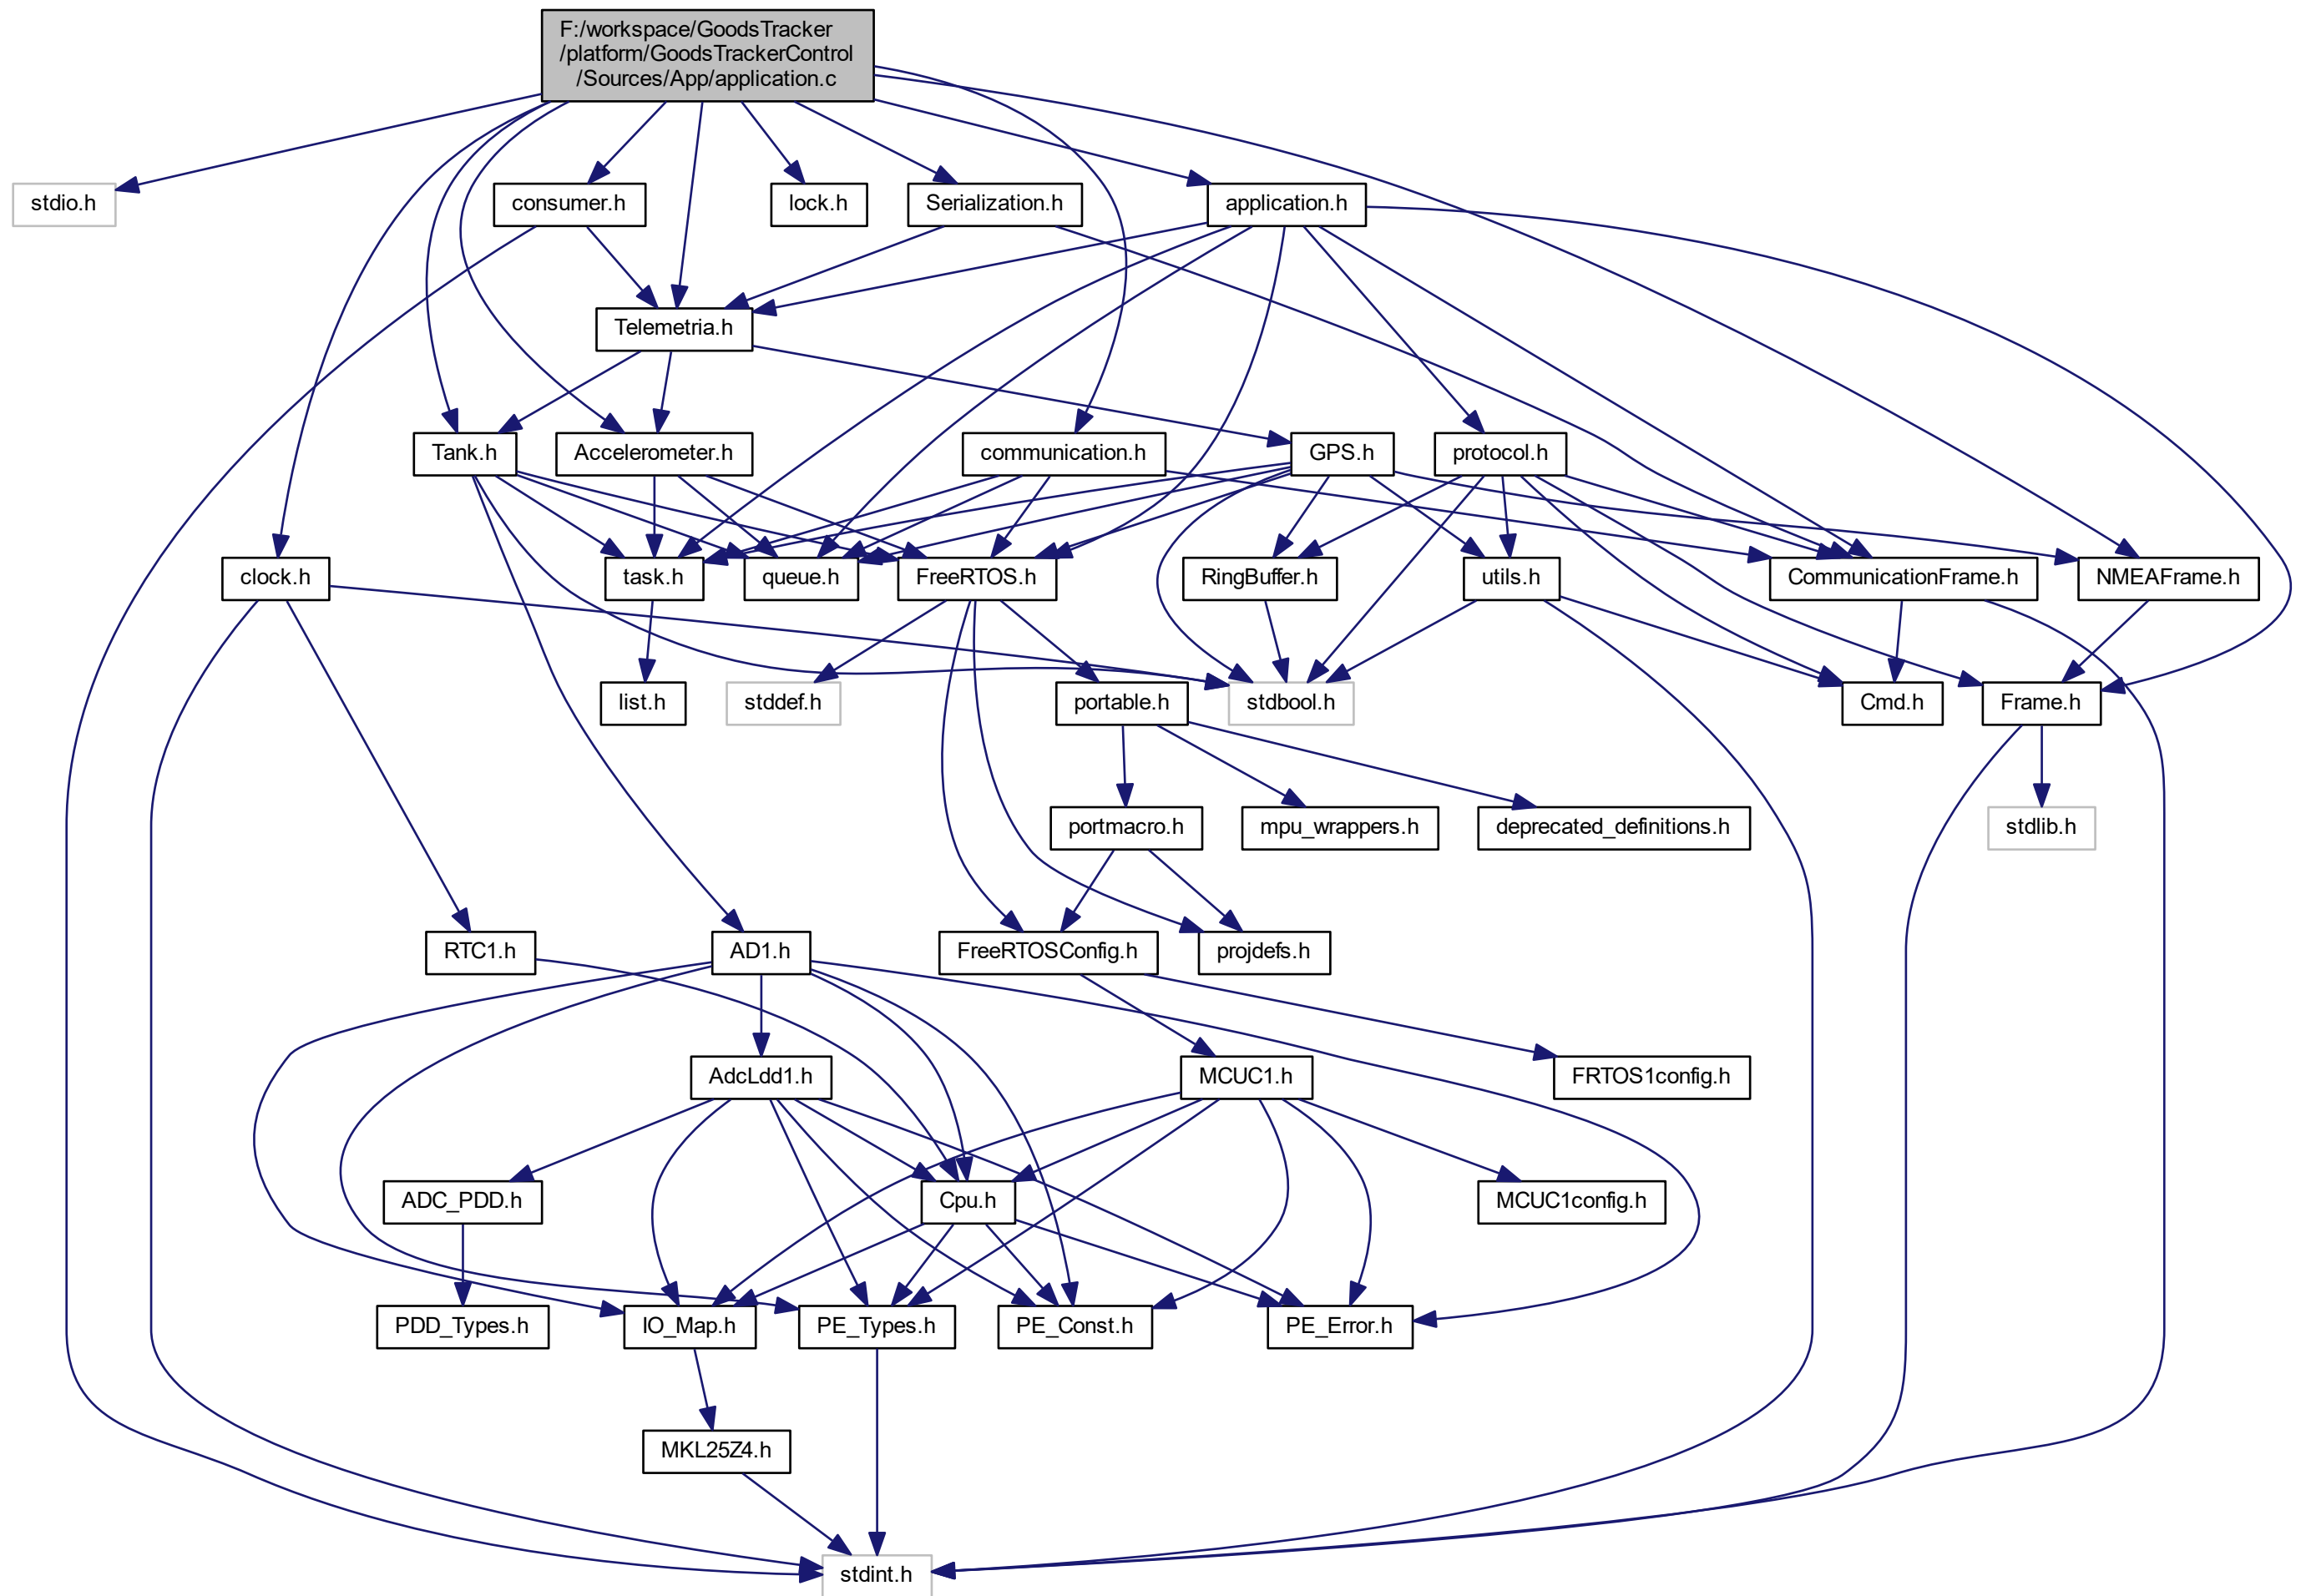 F:/workspace/GoodsTracker
/platform/GoodsTrackerControl
/Sources/App/application.c
stdio.h
consumer.h
lock.h
Serialization.h
application.h
Telemetria.h
Tank.h
Accelerometer.h
communication.h
GPS.h
protocol.h
clock.h
task.h
queue.h
FreeRTOS.h
RingBuffer.h
utils.h
CommunicationFrame.h
NMEAFrame.h
list.h
stddef.h
portable.h
stdbool.h
Cmd.h
Frame.h
portmacro.h
mpu_wrappers.h
deprecated_definitions.h
stdlib.h
RTC1.h
AD1.h
FreeRTOSConfig.h
projdefs.h
AdcLdd1.h
MCUC1.h
FRTOS1config.h
ADC_PDD.h
Cpu.h
MCUC1config.h
PDD_Types.h
IO_Map.h
PE_Types.h
PE_Const.h
PE_Error.h
MKL25Z4.h
stdint.h